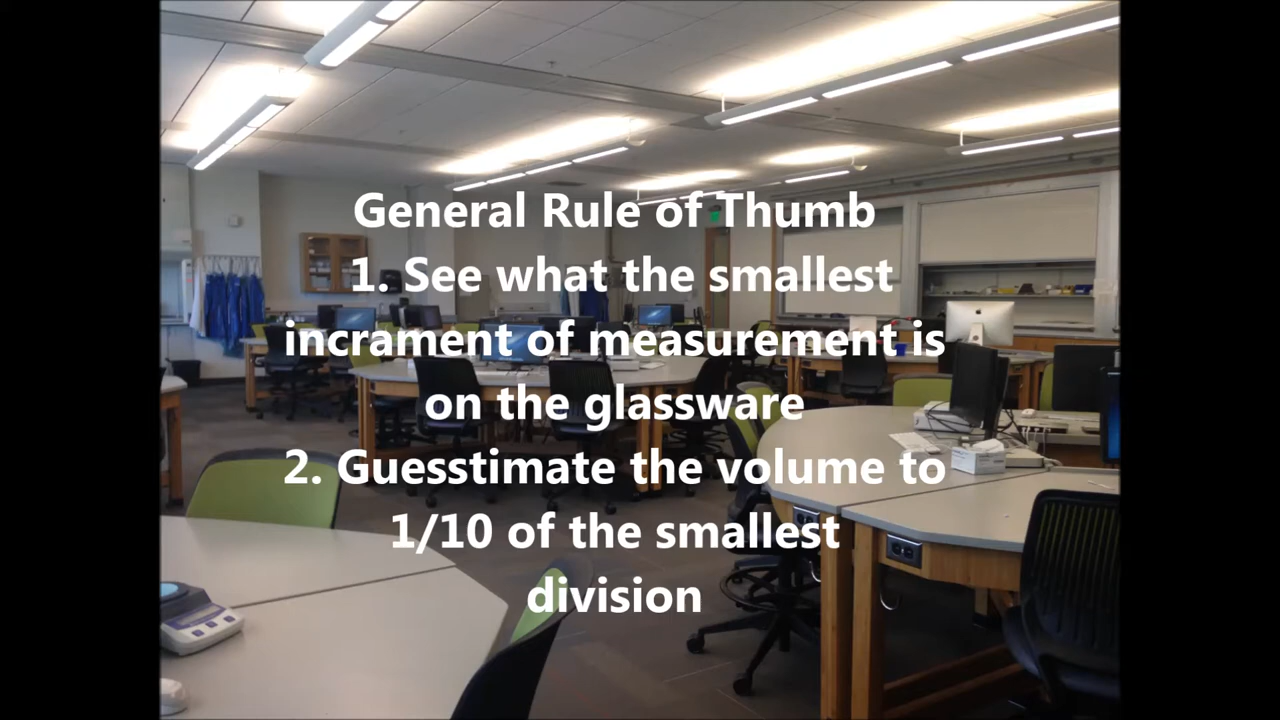 General Rule of Thumb
1. See what the smallest
incrament of measurement is
on the glassware
2. Guesstimate the volume to
1/10 of the smallest
division